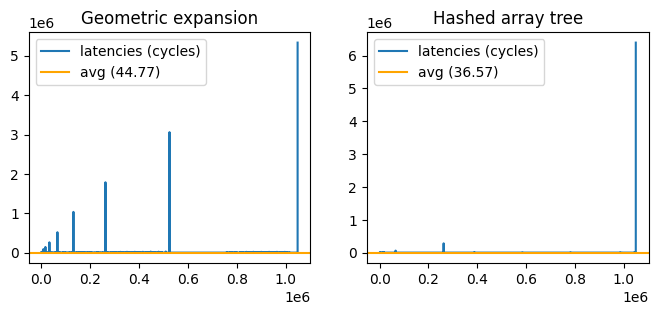 Geometric expansion
1e6
latencies (cycles)
avg (44.77)
5
4
3
2
1
0
0.0 0.2 0.4 0.6 0.8 1.0
1e6
Hashed array tree
1e6
latencies (cycles)
avg (36.57)
6
5
4
3
2
1
0
0.0 0.2 0.4 0.6 0.8 1.0
1e6